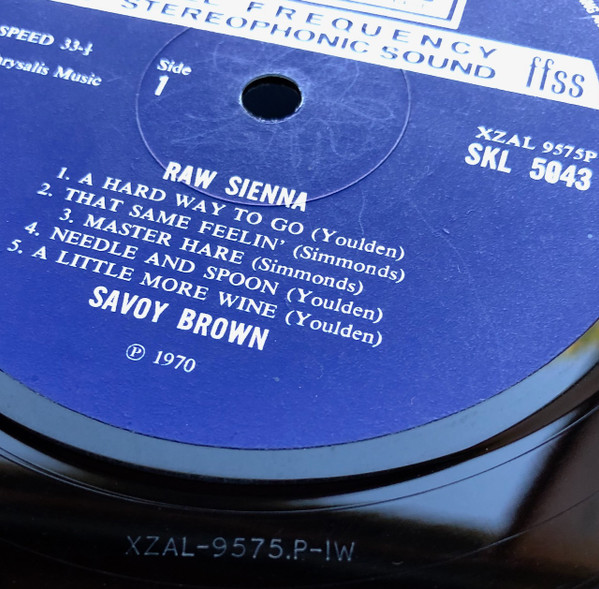 FREQUENCY
STEREOPHONIC SOUND
ffss
SPEED 33⅓
Side
1
XZAL 9575P
SKL 5043
RAW SIENNA
1. A HARD WAY TO GO (Youlden)
2. THAT SAME FEELIN' (Simmonds)
3. MASTER HARE (Simmonds)
4. NEEDLE AND SPOON (Youlden)
5. A LITTLE MORE WINE (Youlden)
SAVOY BROWN
℗ 1970
XZAL-9575.P-1W